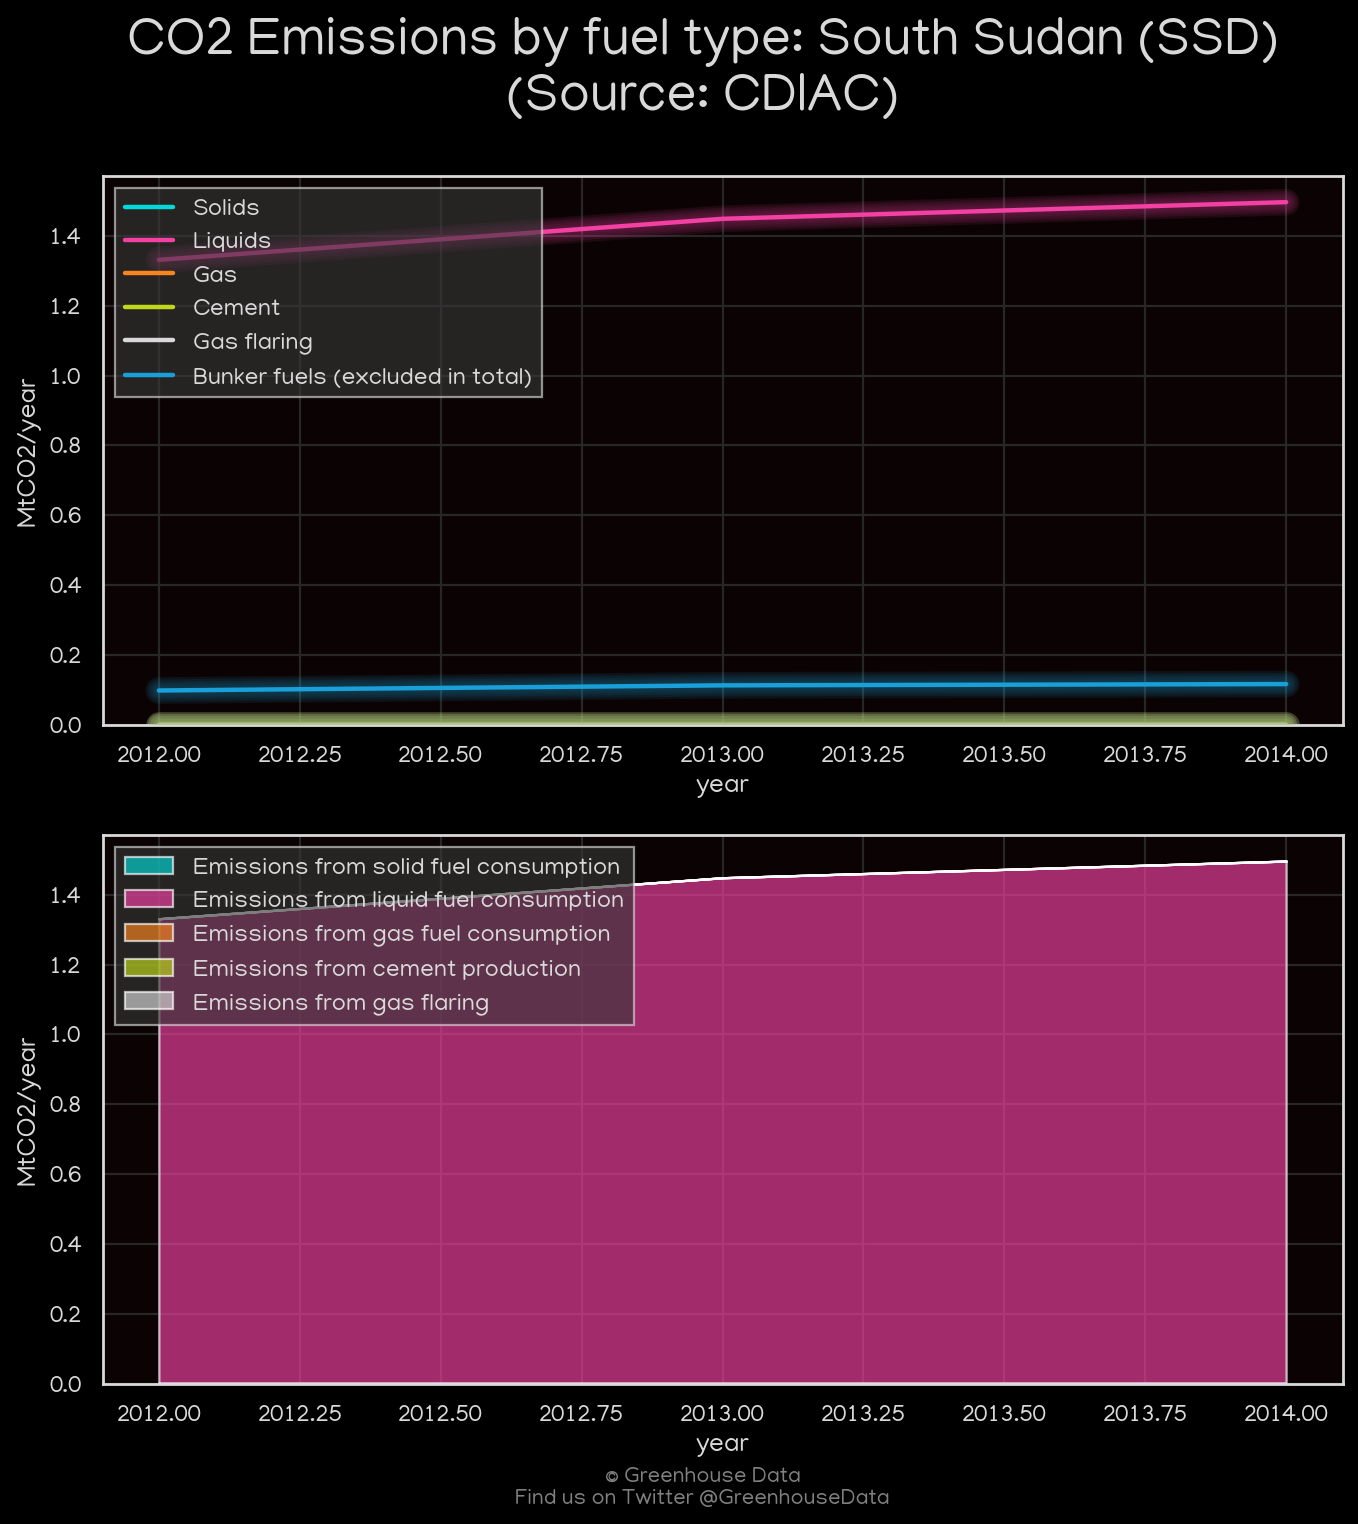 CO2 Emissions by fuel type: South Sudan (SSD)
(Source: CDIAC)
Solids
Liquids
Gas
Cement
Gas flaring
Bunker fuels (excluded in total)
MtCO2/year
1.4
1.2
1.0
0.8
0.6
0.4
0.2
0.0
2012.00 2012.25 2012.50 2012.75 2013.00 2013.25 2013.50 2013.75 2014.00
year
Emissions from solid fuel consumption
Emissions from liquid fuel consumption
Emissions from gas fuel consumption
Emissions from cement production
Emissions from gas flaring
MtCO2/year
1.4
1.2
1.0
0.8
0.6
0.4
0.2
0.0
2012.00 2012.25 2012.50 2012.75 2013.00 2013.25 2013.50 2013.75 2014.00
year
© Greenhouse Data
Find us on Twitter @GreenhouseData